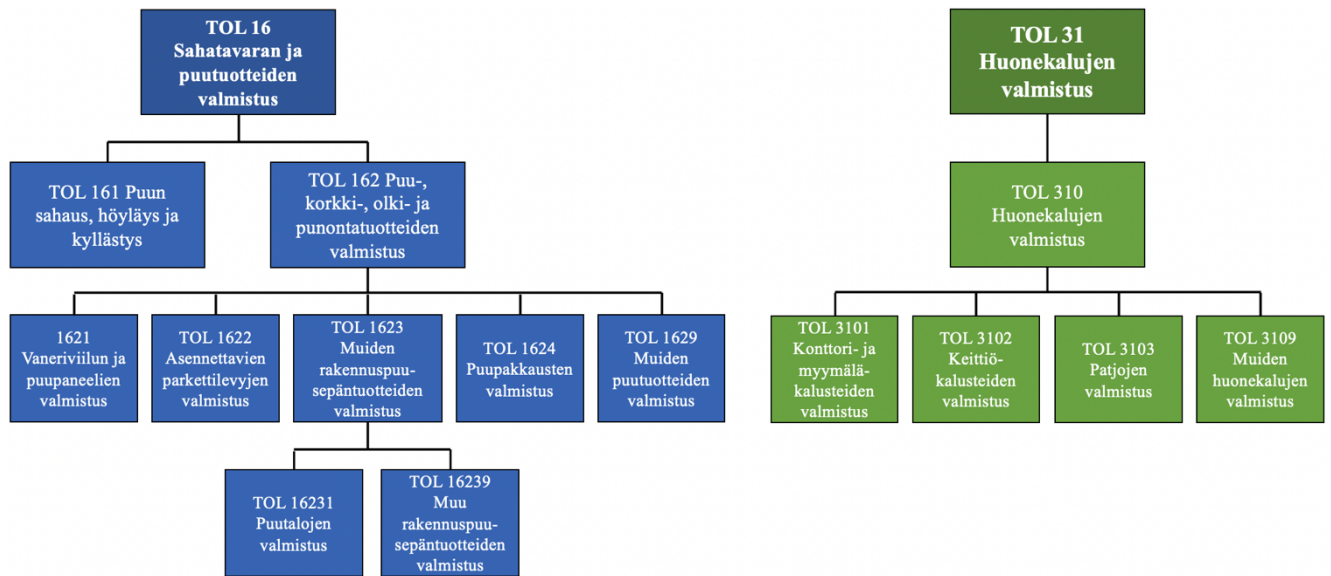 TOL 16
Sahatavaran ja
puutuotteiden
valmistus
TOL 31
Huonekalujen
valmistus
TOL 161 Puun
sahaus, höyläys ja
kyllästys
TOL 162 Puu-,
korkki-, olki- ja
punontatuotteiden
valmistus
TOL 310
Huonekalujen
valmistus
1621
Vaneriviilun ja
puupaneelien
valmistus
TOL 1622
Asennettavien
parkettilevyjen
valmistus
TOL 1623
Muiden
rakennuspuu-
sepäntuotteiden
valmistus
TOL 1624
Puupakkausten
valmistus
TOL 1629
Muiden
puutuotteiden
valmistus
TOL 3101
Konttori- ja
myymälä-
kalusteiden
valmistus
TOL 3102
Keittiö-
kalusteiden
valmistus
TOL 3103
Patjojen
valmistus
TOL 3109
Muiden
huonekalujen
valmistus
TOL 16231
Puutalojen
valmistus
TOL 16239
Muu
rakennuspuu-
sepäntuotteiden
valmistus